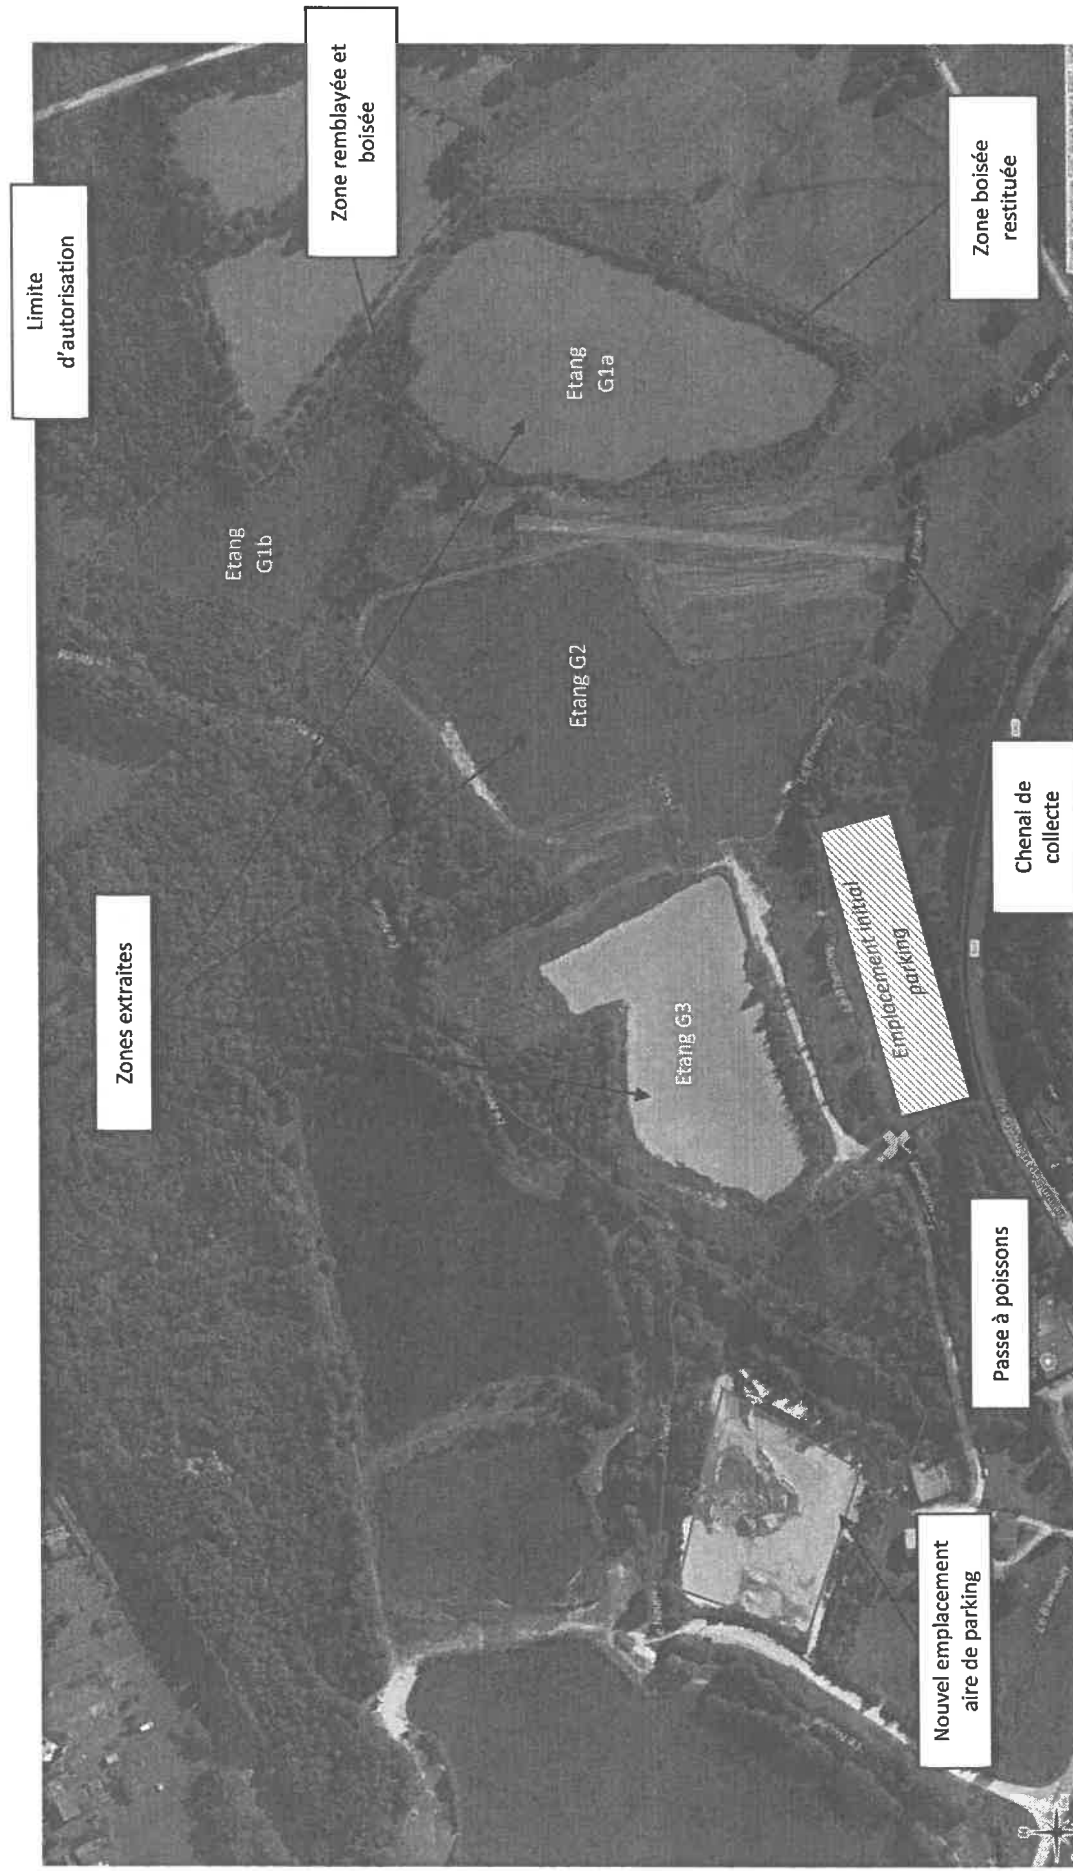 Limite
d'autorisation
Zone remblayée et
boisée
Zones extraites
Etang
G1b
Etang
G1a
Etang G2
Etang G3
Zone boisée
restituée
Emplacement initial
parking
Chenal de
collecte
Passe à poissons
Nouvel emplacement
aire de parking